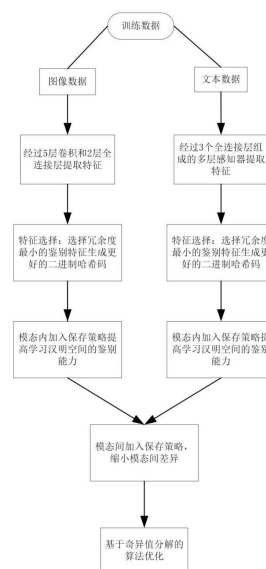 训练数据
图像数据
文本数据
经过5层卷积和2层全
连接层提取特征
经过3个全连接层组
成的多层感知器提取
特征
特征选择：选择冗余度
最小的鉴别特征生成更
好的二进制哈希码
特征选择：选择冗余度
最小的鉴别特征生成更
好的二进制哈希码
模态内加入保存策略提
高学习汉明空间的鉴别
能力
模态内加入保存策略提
高学习汉明空间的鉴别
能力
模态间加入保存策略，
缩小模态间差异
基于奇异值分解的
算法优化